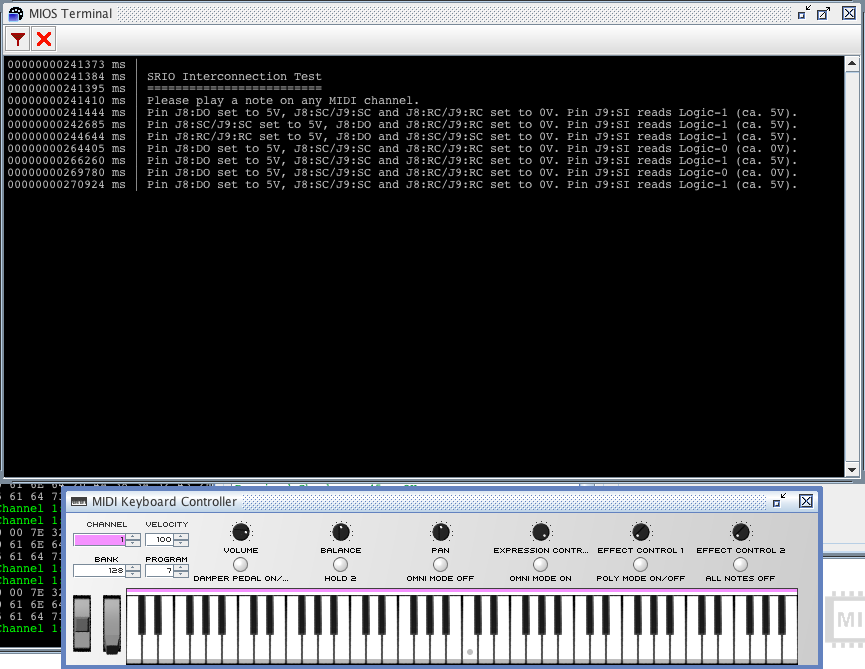 MIOS Terminal
00000000241373 ms |
00000000241384 ms | SRIO Interconnection Test
00000000241395 ms | =========================
00000000241410 ms | Please play a note on any MIDI channel.
00000000241444 ms | Pin J8:DO set to 5V, J8:SC/J9:SC and J8:RC/J9:RC set to 0V. Pin J9:SI reads Logic-1 (ca. 5V).
00000000242685 ms | Pin J8:SC/J9:SC set to 5V, J8:DO and J8:RC/J9:RC set to 0V. Pin J9:SI reads Logic-1 (ca. 5V).
00000000244644 ms | Pin J8:RC/J9:RC set to 5V, J8:DO and J8:SC/J9:SC set to 0V. Pin J9:SI reads Logic-1 (ca. 5V).
00000000264405 ms | Pin J8:DO set to 5V, J8:SC/J9:SC and J8:RC/J9:RC set to 0V. Pin J9:SI reads Logic-0 (ca. 0V).
00000000266260 ms | Pin J8:DO set to 5V, J8:SC/J9:SC and J8:RC/J9:RC set to 0V. Pin J9:SI reads Logic-1 (ca. 5V).
00000000269780 ms | Pin J8:DO set to 5V, J8:SC/J9:SC and J8:RC/J9:RC set to 0V. Pin J9:SI reads Logic-0 (ca. 0V).
00000000270924 ms | Pin J8:DO set to 5V, J8:SC/J9:SC and J8:RC/J9:RC set to 0V. Pin J9:SI reads Logic-1 (ca. 5V).
61 6E 64
61 64 73
Channel 1:
Channel 1:
00 7E 32
61 6E 64
61 64 73
Channel 1:
Channel 1:
00 7E 32
61 6E 64
61 64 73
Channel 1:
MIDI Keyboard Controller
CHANNEL VELOCITY
1 100
BANK PROGRAM
128 7
VOLUME BALANCE PAN EXPRESSION CONTR... EFFECT CONTROL 1 EFFECT CONTROL 2
DAMPER PEDAL ON/... HOLD 2 OMNI MODE OFF OMNI MODE ON POLY MODE ON/OFF ALL NOTES OFF
MI